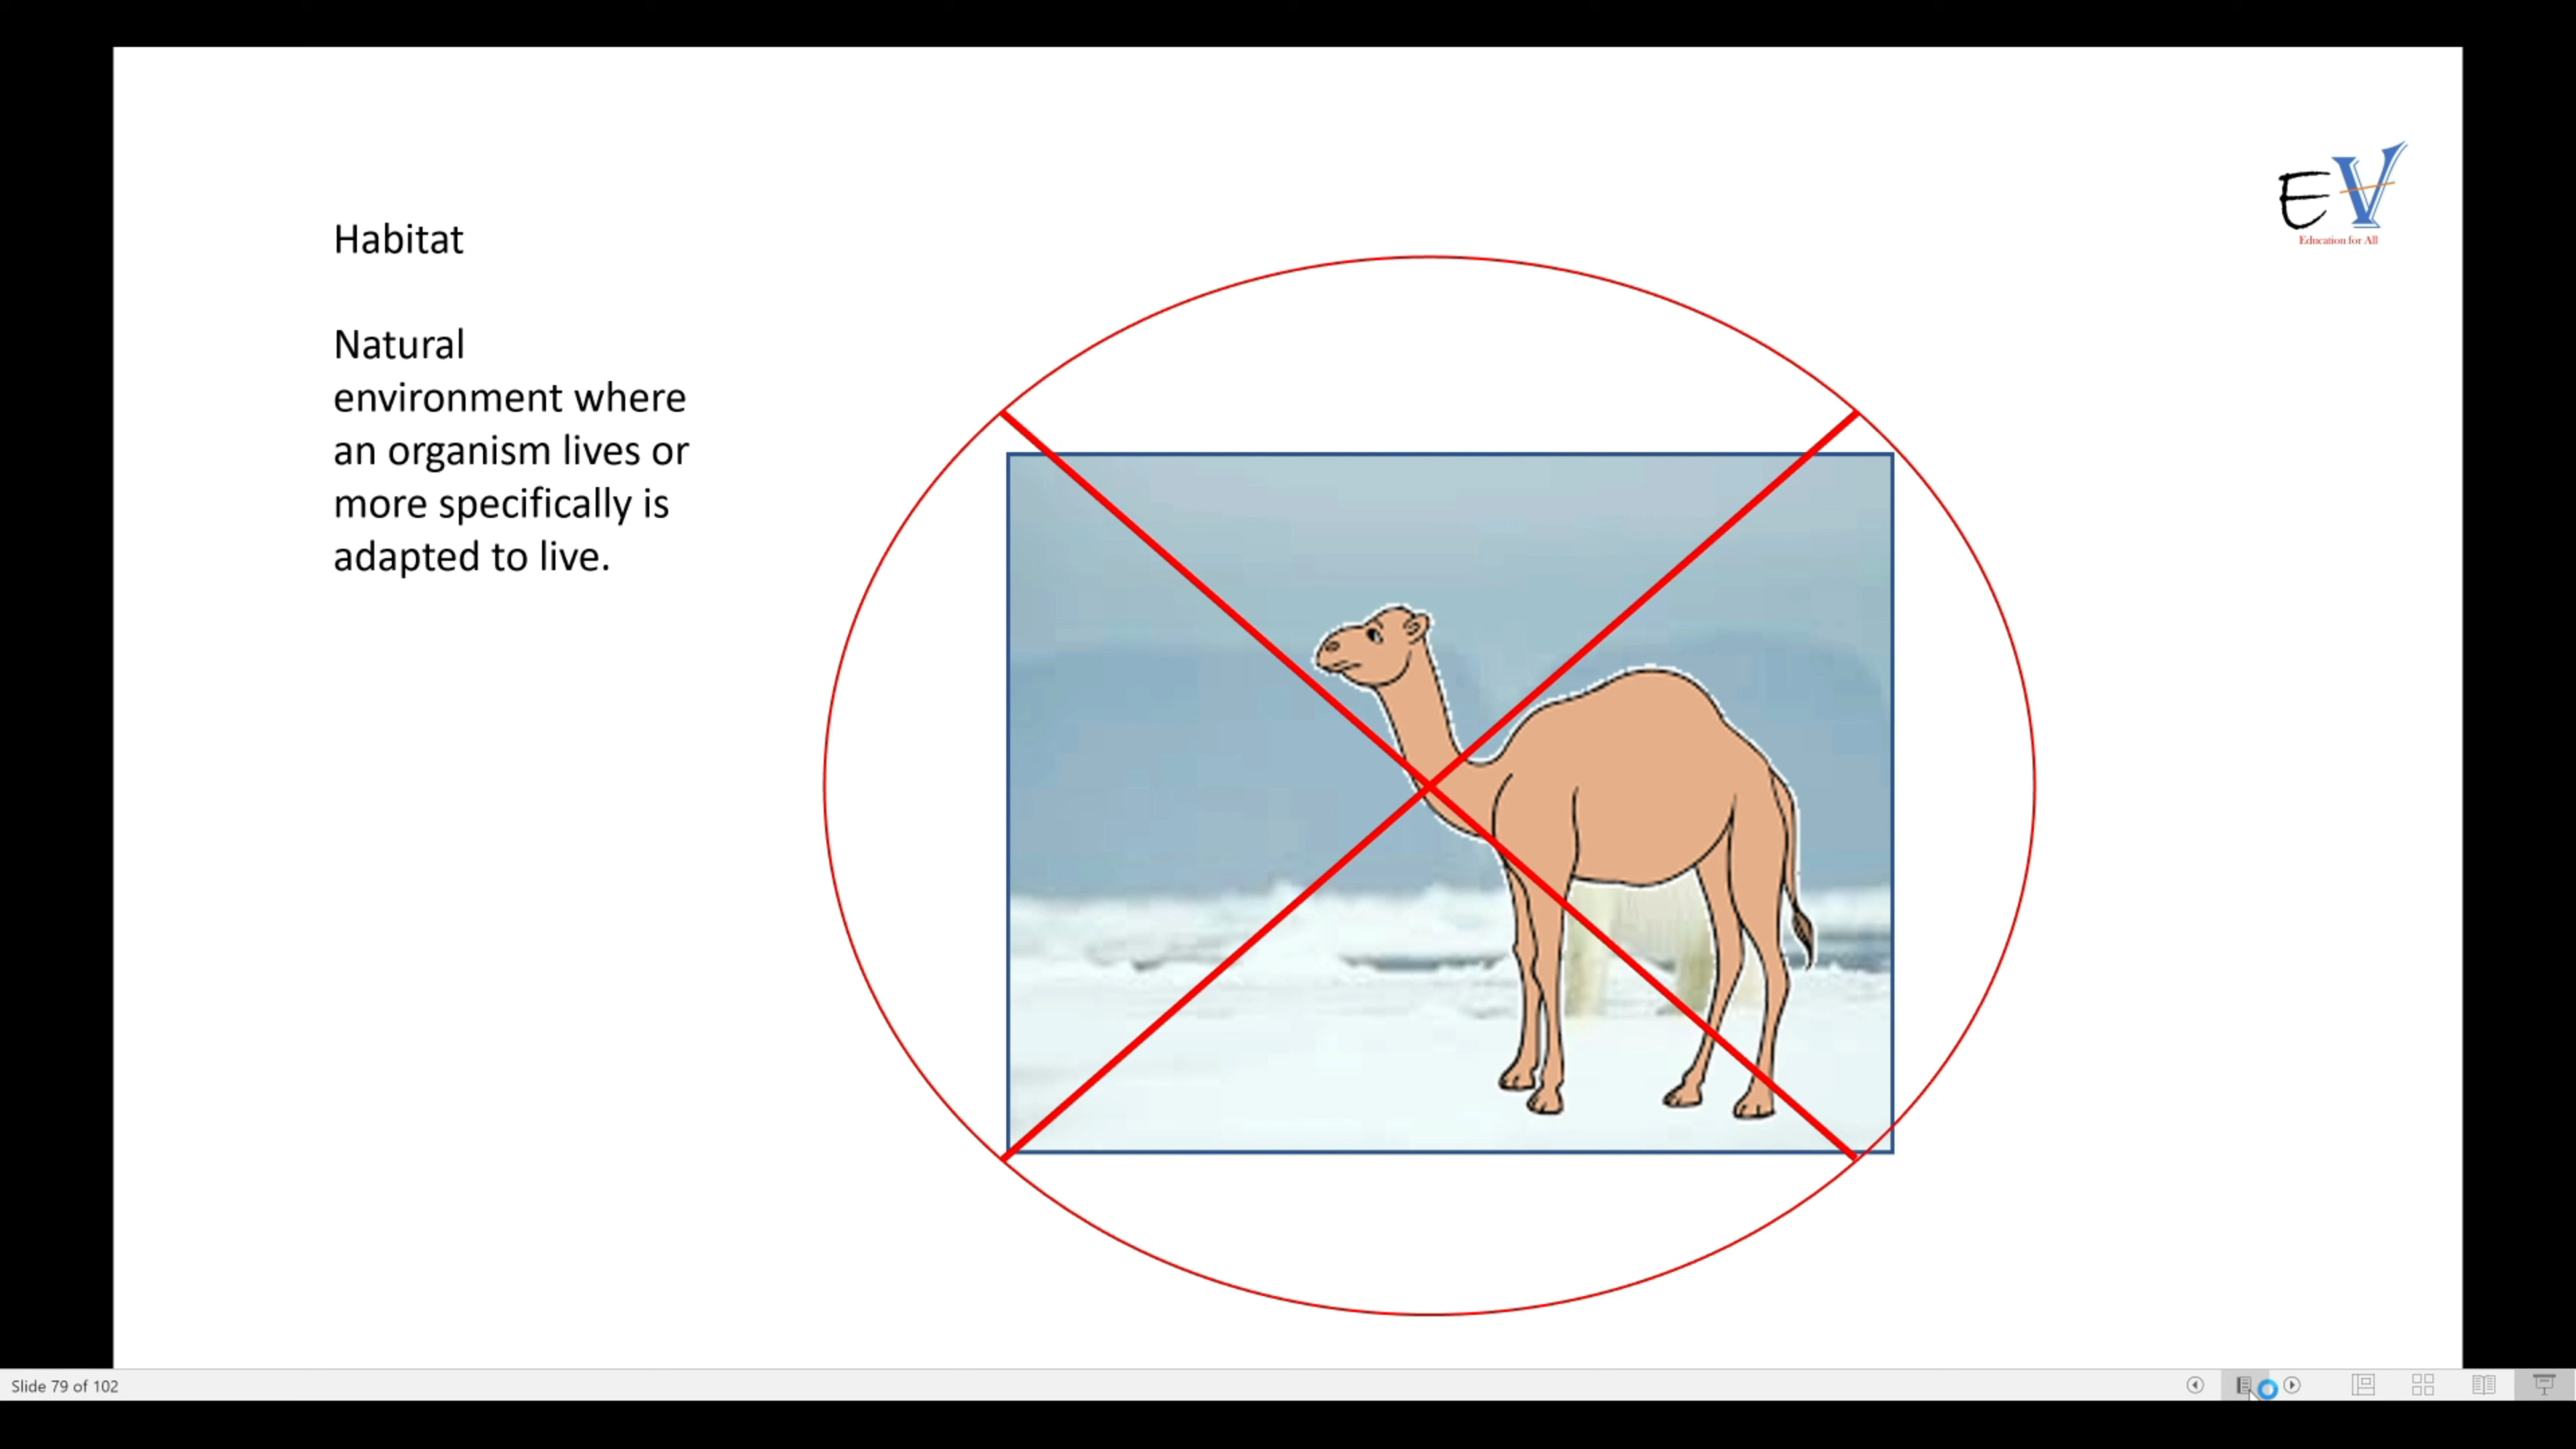 Habitat
Natural
environment where
an organism lives or
more specifically is
adapted to live.
EV
Education for All
Slide 79 of 102